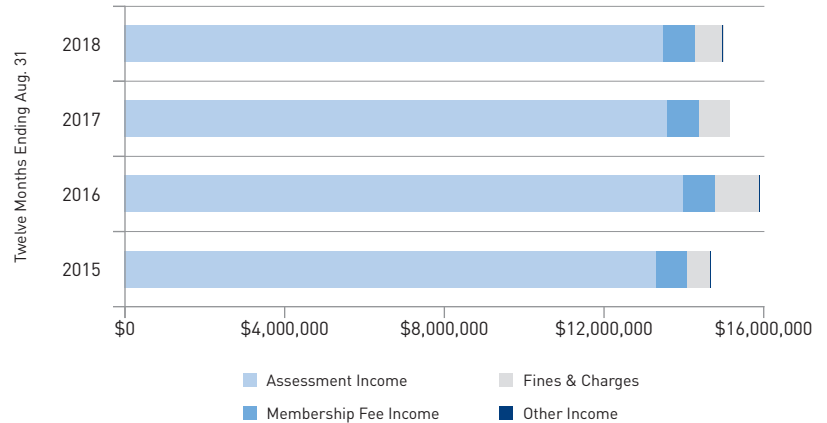 Twelve Months Ending Aug. 31
2018
2017
2016
2015
$0 $4,000,000 $8,000,000 $12,000,000 $16,000,000
Assessment Income Fines & Charges
Membership Fee Income Other Income